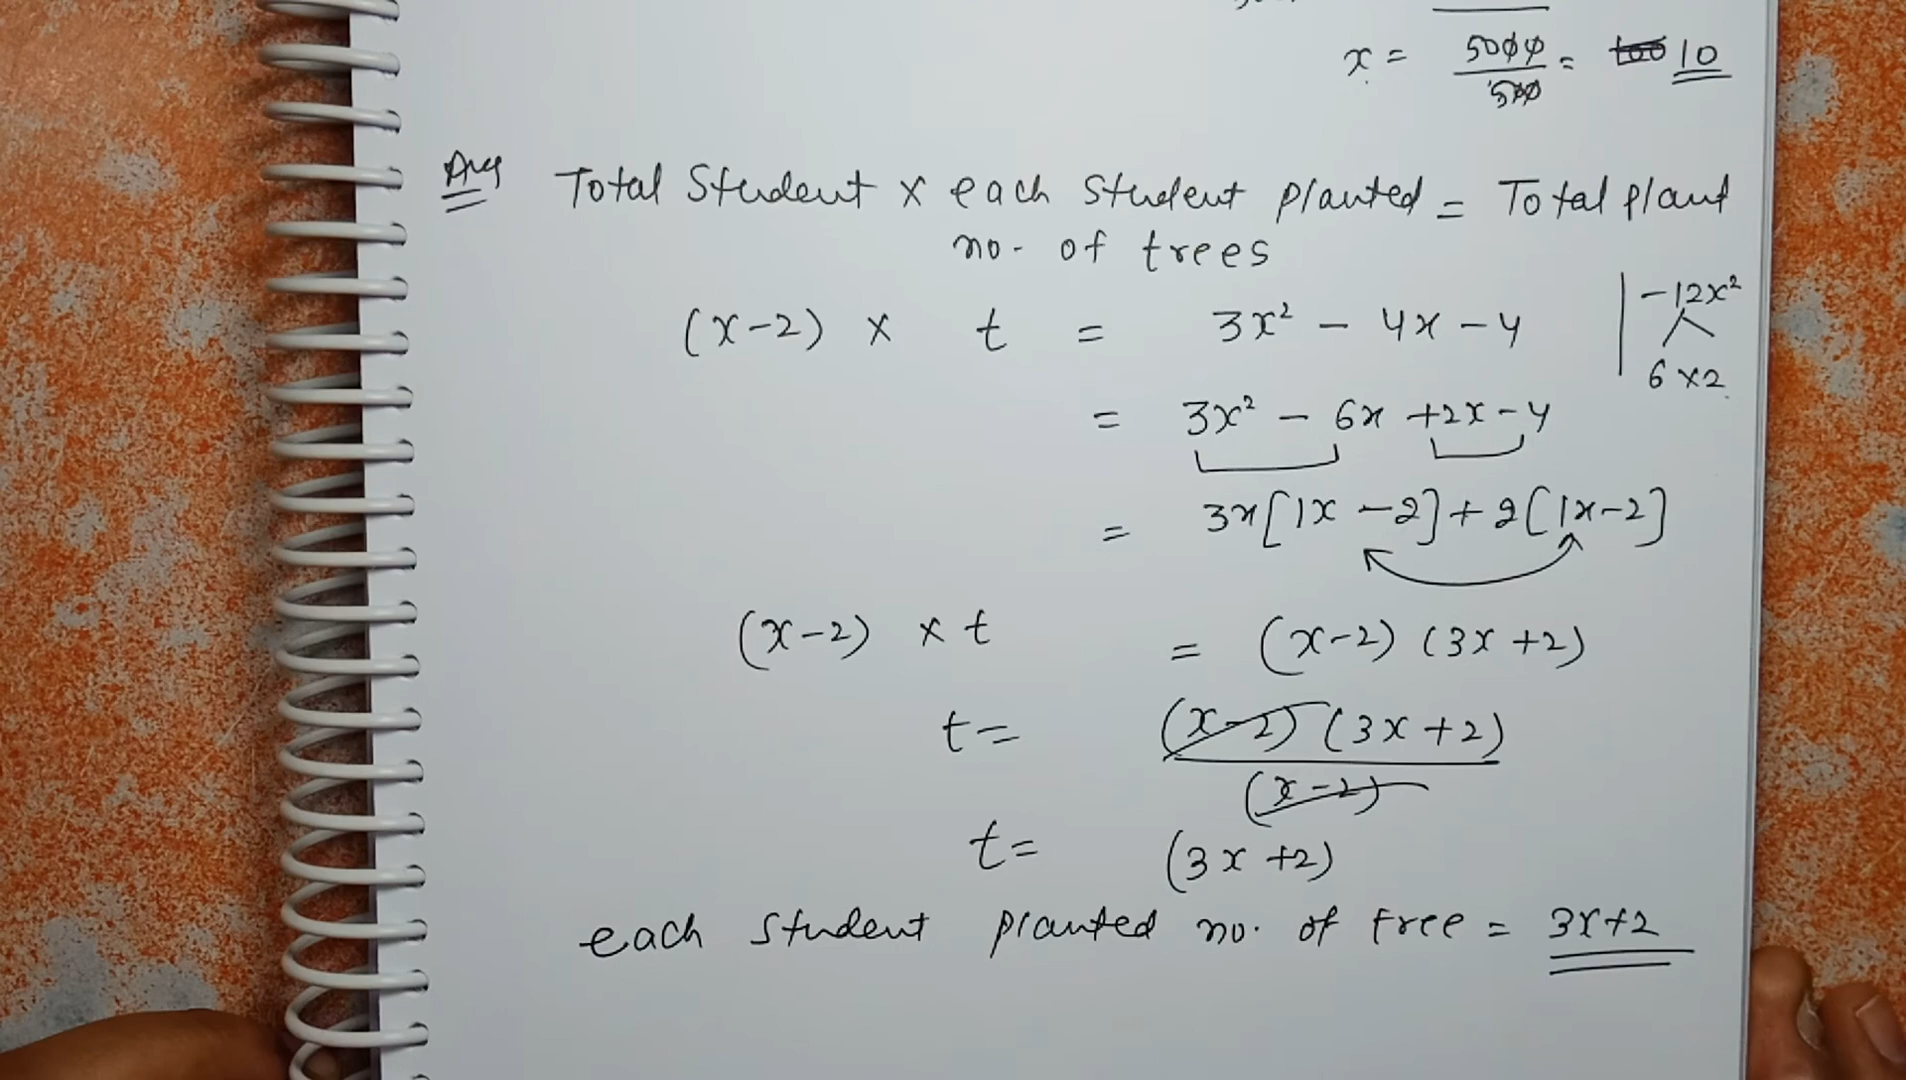 x = 5000/500 = 10
Ans Total Student × each Student planted = Total plant
no. of trees
(x-2) × t = 3x² - 4x - 4 | -12x²
6 × 2
= 3x² - 6x + 2x - 4
= 3x[1x - 2] + 2[1x - 2]
(x-2) × t = (x-2) (3x + 2)
t = (x-2) (3x + 2)
(x-2)
t = (3x + 2)
each Student planted no. of tree = 3x+2